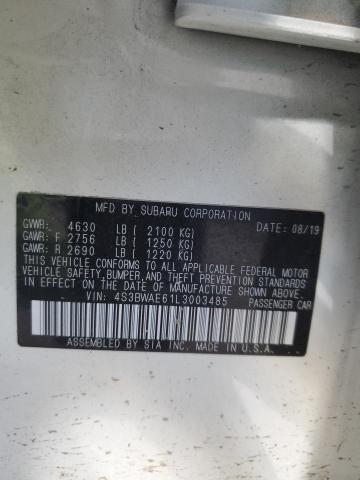 MFD BY SUBARU CORPORATION DATE: 08/19
GVWR: 4630 LB ( 2100 KG)
GAWR: F 2756 LB ( 1250 KG)
GAWR: R 2690 LB ( 1220 KG)
THIS VEHICLE CONFORMS TO ALL APPLICABLE FEDERAL MOTOR
VEHICLE SAFETY, BUMPER, AND THEFT PREVENTION STANDARDS
IN EFFECT ON THE DATE OF MANUFACTURE SHOWN ABOVE.
VIN: 4S3BWAE61L3003485 PASSENGER CAR
ASSEMBLED BY SIA INC. MADE IN U.S.A.